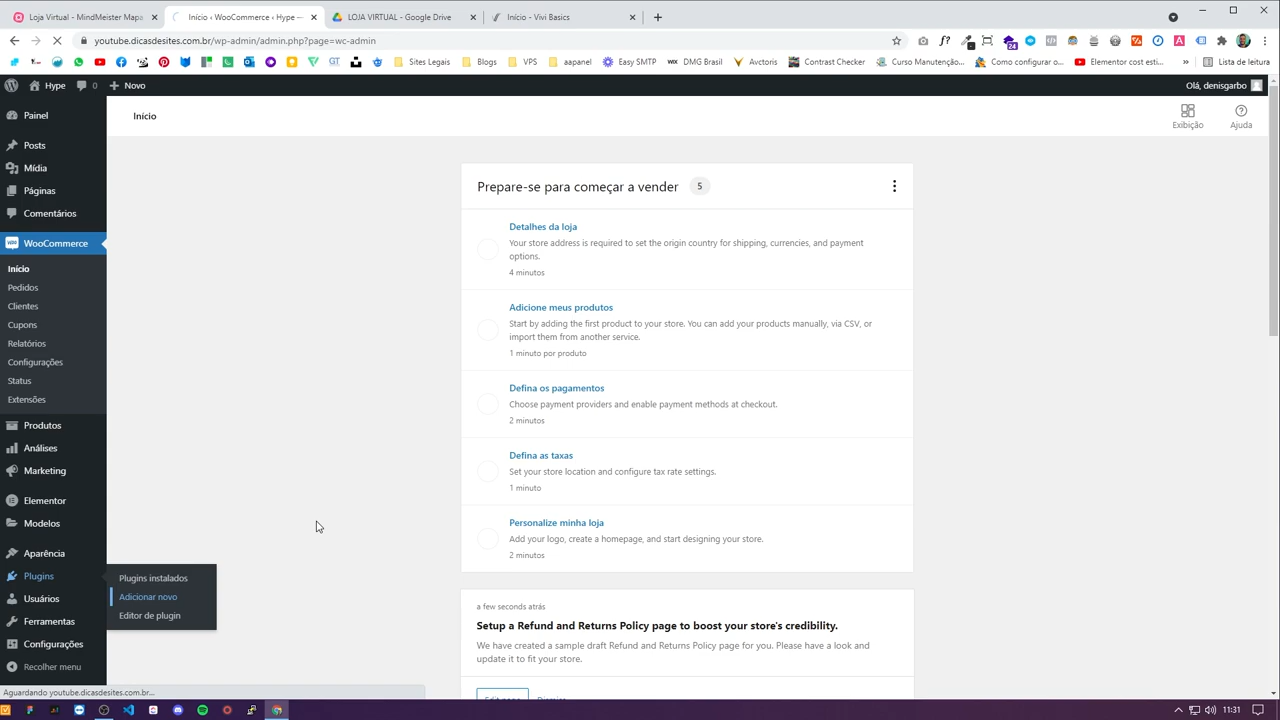 Loja Virtual - MindMeister Mapa
Início ‹ WooCommerce ‹ Hype —
LOJA VIRTUAL - Google Drive
Início - Vivi Basics
youtube.dicasdesites.com.br/wp-admin/admin.php?page=wc-admin
24
Sites Legais
Blogs
VPS
aapanel
Easy SMTP
WIX DMG Brasil
Avctoris
Contrast Checker
Curso Manutenção...
Como configurar o...
Elementor cost esti...
»
Lista de leitura
Hype
0
Novo
Olá, denisgarbo
Painel
Posts
Mídia
Páginas
Comentários
WooCommerce
Início
Pedidos
Clientes
Cupons
Relatórios
Configurações
Status
Extensões
Produtos
Análises
Marketing
Elementor
Modelos
Aparência
Plugins
Usuários
Ferramentas
Configurações
Recolher menu
Plugins instalados
Adicionar novo
Editor de plugin
Início
Exibição
Ajuda
Prepare-se para começar a vender 5
Detalhes da loja
Your store address is required to set the origin country for shipping, currencies, and payment
options.
4 minutos
Adicione meus produtos
Start by adding the first product to your store. You can add your products manually, via CSV, or
import them from another service.
1 minuto por produto
Defina os pagamentos
Choose payment providers and enable payment methods at checkout.
2 minutos
Defina as taxas
Set your store location and configure tax rate settings.
1 minuto
Personalize minha loja
Add your logo, create a homepage, and start designing your store.
2 minutos
a few seconds atrás
Setup a Refund and Returns Policy page to boost your store's credibility.
We have created a sample draft Refund and Returns Policy page for you. Please have a look and
update it to fit your store.
Edit page
Dismiss
Aguardando youtube.dicasdesites.com.br...
11:31